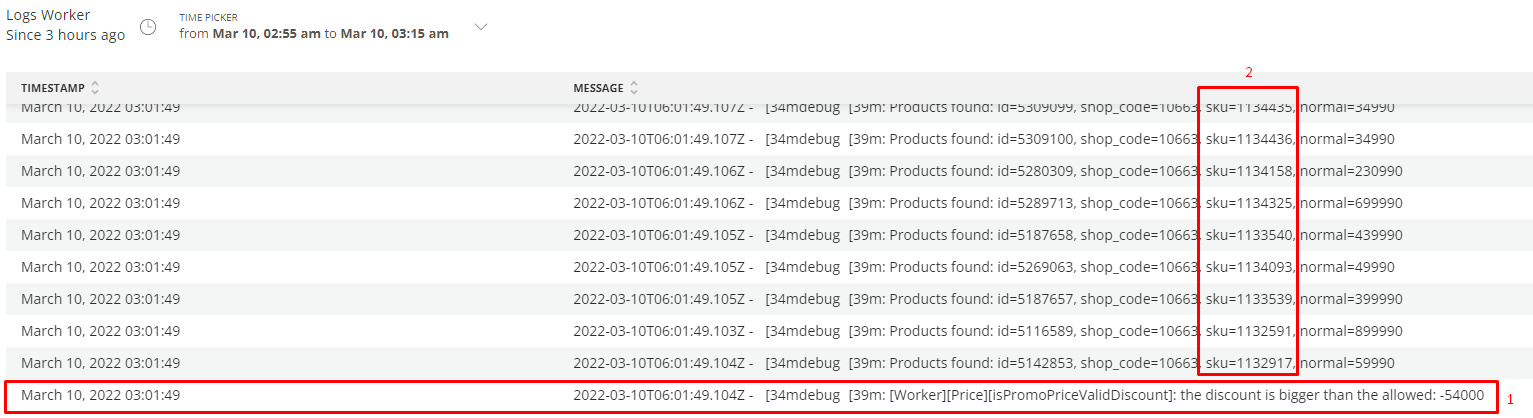 Logs Worker
Since 3 hours ago
TIME PICKER
from Mar 10, 02:55 am to Mar 10, 03:15 am
2
TIMESTAMP MESSAGE
March 10, 2022 03:01:49 2022-03-10T06:01:49.107Z - [34mdebug [39m: Products found: id=5309099, shop_code=10663, sku=1134435, normal=34990
March 10, 2022 03:01:49 2022-03-10T06:01:49.107Z - [34mdebug [39m: Products found: id=5309100, shop_code=10663, sku=1134436, normal=34990
March 10, 2022 03:01:49 2022-03-10T06:01:49.106Z - [34mdebug [39m: Products found: id=5280309, shop_code=10663, sku=1134158, normal=230990
March 10, 2022 03:01:49 2022-03-10T06:01:49.106Z - [34mdebug [39m: Products found: id=5289713, shop_code=10663, sku=1134325, normal=699990
March 10, 2022 03:01:49 2022-03-10T06:01:49.105Z - [34mdebug [39m: Products found: id=5187658, shop_code=10663, sku=1133540, normal=439990
March 10, 2022 03:01:49 2022-03-10T06:01:49.105Z - [34mdebug [39m: Products found: id=5269063, shop_code=10663, sku=1134093, normal=49990
March 10, 2022 03:01:49 2022-03-10T06:01:49.105Z - [34mdebug [39m: Products found: id=5187657, shop_code=10663, sku=1133539, normal=399990
March 10, 2022 03:01:49 2022-03-10T06:01:49.103Z - [34mdebug [39m: Products found: id=5116589, shop_code=10663, sku=1132591, normal=899990
March 10, 2022 03:01:49 2022-03-10T06:01:49.104Z - [34mdebug [39m: Products found: id=5142853, shop_code=10663, sku=1132917, normal=59990
March 10, 2022 03:01:49 2022-03-10T06:01:49.104Z - [34mdebug [39m: [Worker][Price][isPromoPriceValidDiscount]: the discount is bigger than the allowed: -54000
1